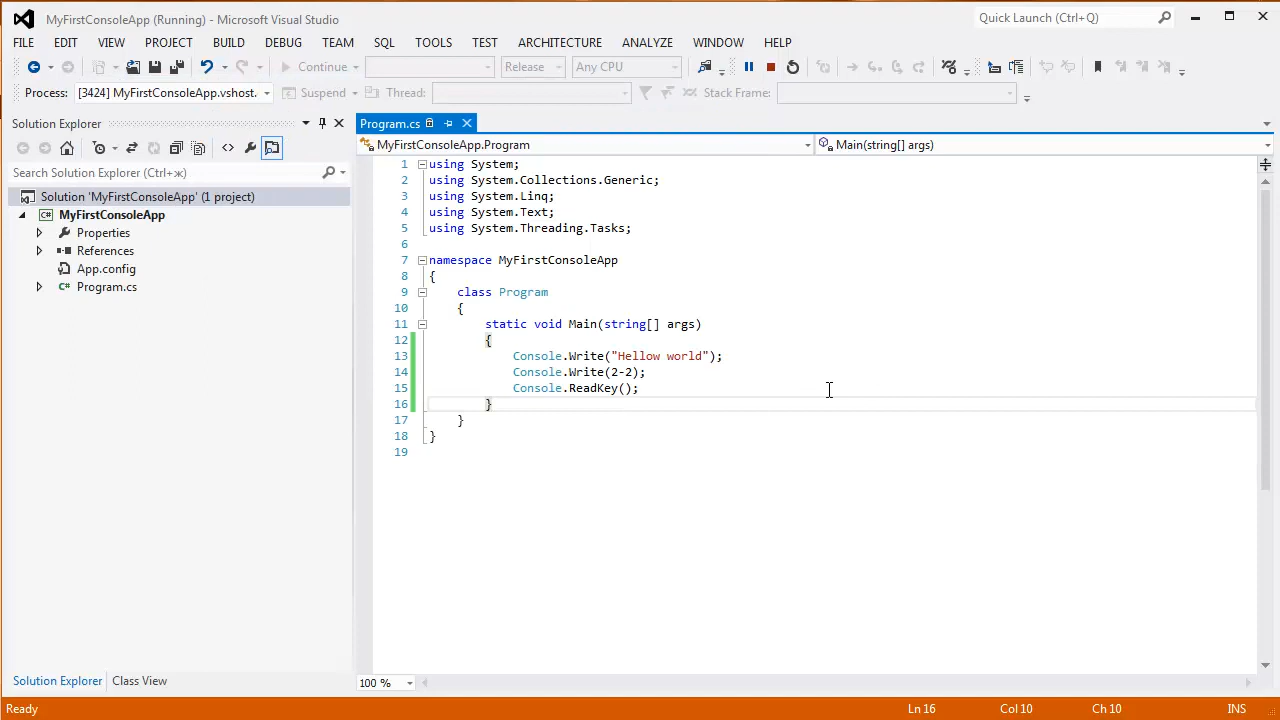 MyFirstConsoleApp (Running) - Microsoft Visual Studio
Quick Launch (Ctrl+Q)
FILE EDIT VIEW PROJECT BUILD DEBUG TEAM SQL TOOLS TEST ARCHITECTURE ANALYZE WINDOW HELP
Continue Release Any CPU
Process: [3424] MyFirstConsoleApp.vshost. Suspend Thread: Stack Frame:
Solution Explorer
Search Solution Explorer (Ctrl+ж)
Solution 'MyFirstConsoleApp' (1 project)
C# MyFirstConsoleApp
Properties
References
App.config
C# Program.cs
Solution Explorer Class View
Program.cs
MyFirstConsoleApp.Program Main(string[] args)
1 using System;
2 using System.Collections.Generic;
3 using System.Linq;
4 using System.Text;
5 using System.Threading.Tasks;
6
7 namespace MyFirstConsoleApp
8 {
9 class Program
10 {
11 static void Main(string[] args)
12 {
13 Console.Write("Hellow world");
14 Console.Write(2-2);
15 Console.ReadKey();
16 }
17 }
18 }
19
100 %
Ready Ln 16 Col 10 Ch 10 INS